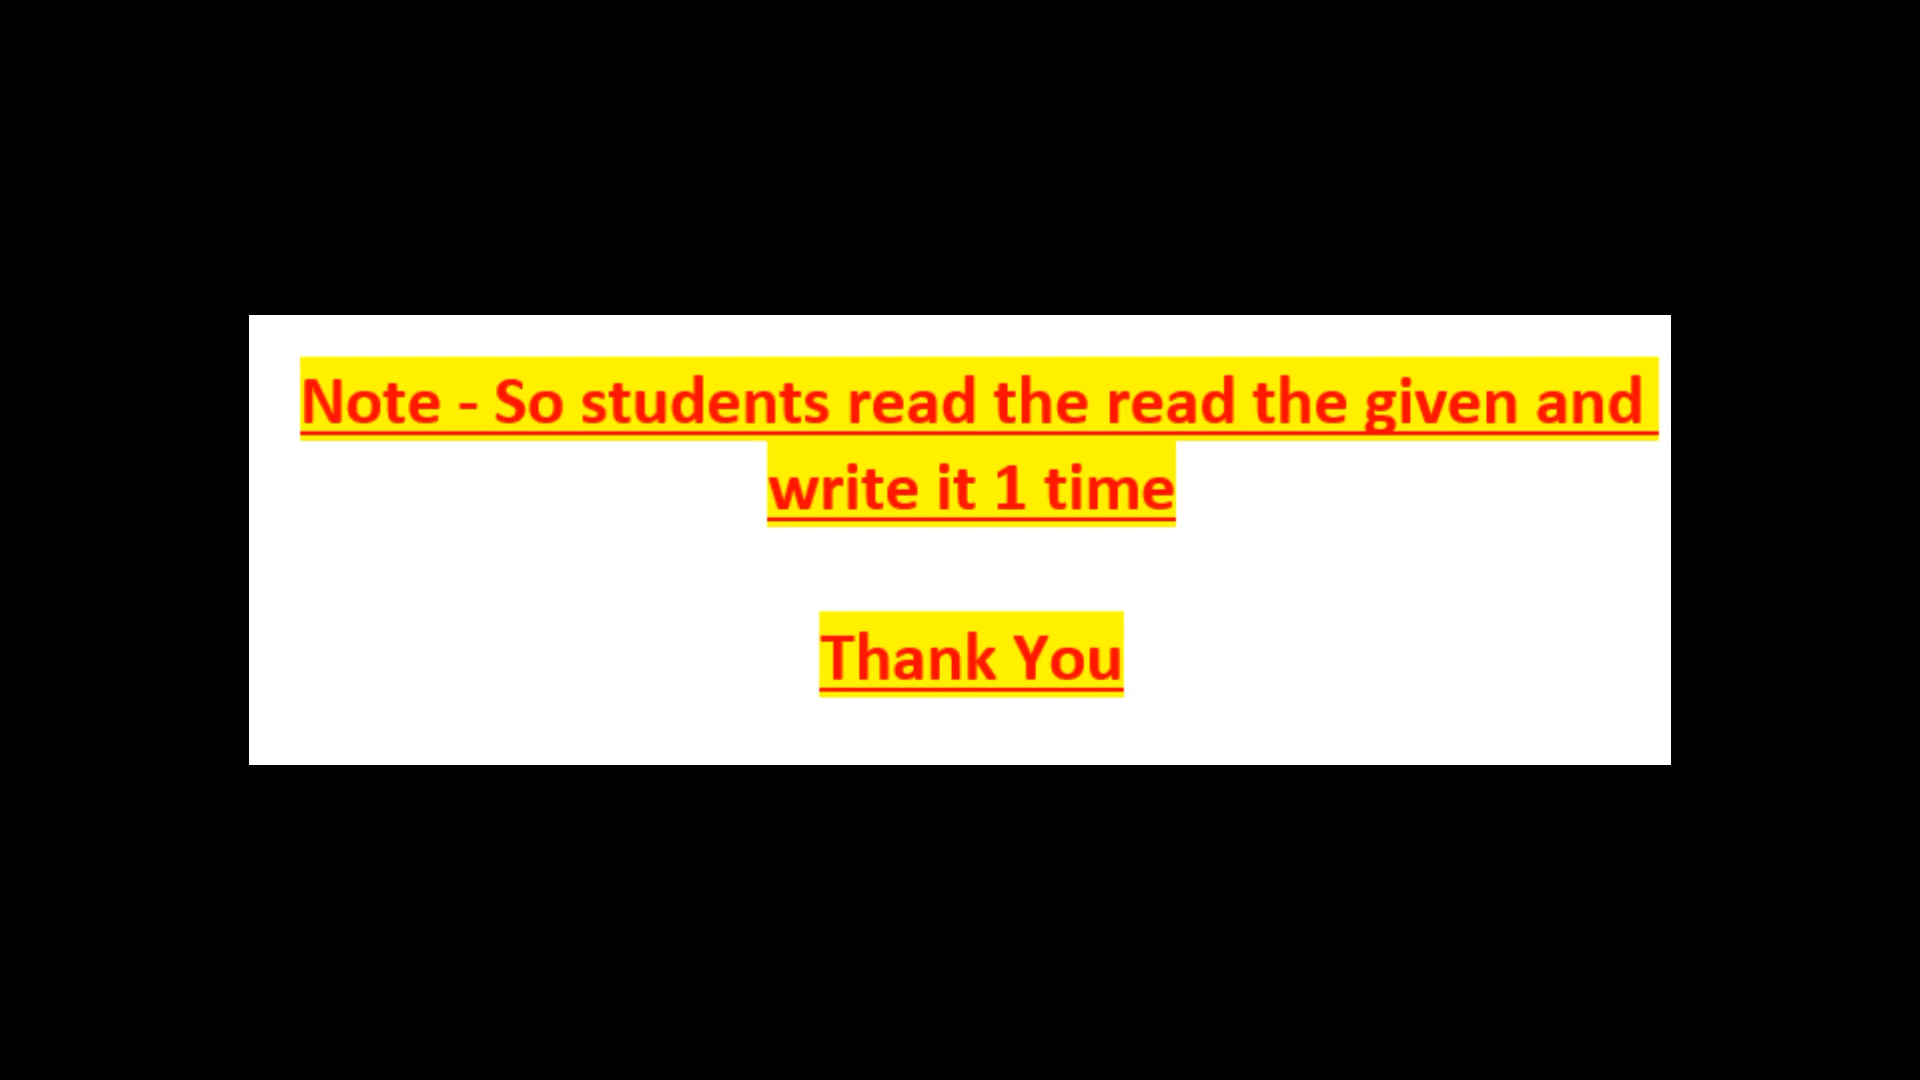 Note - So students read the read the given and
write it 1 time
Thank You